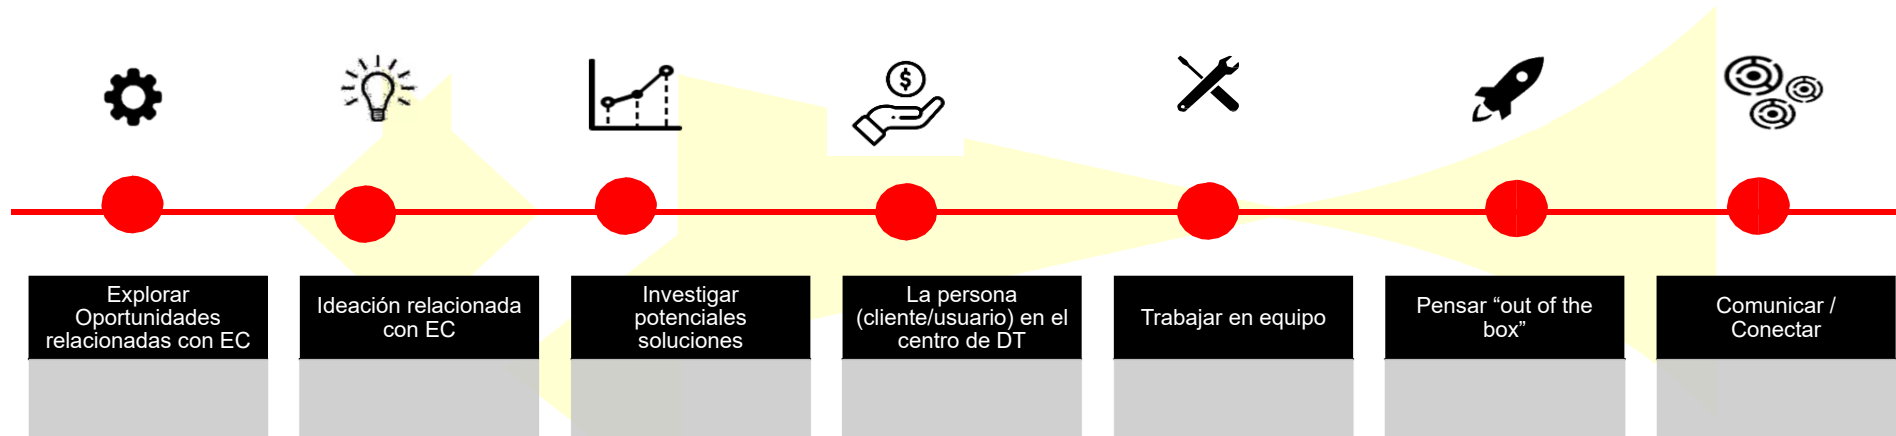 Explorar
Oportunidades
relacionadas con EC
Ideación relacionada
con EC
Investigar
potenciales
soluciones
La persona
(cliente/usuario) en el
centro de DT
Trabajar en equipo
Pensar “out of the
box”
Comunicar /
Conectar